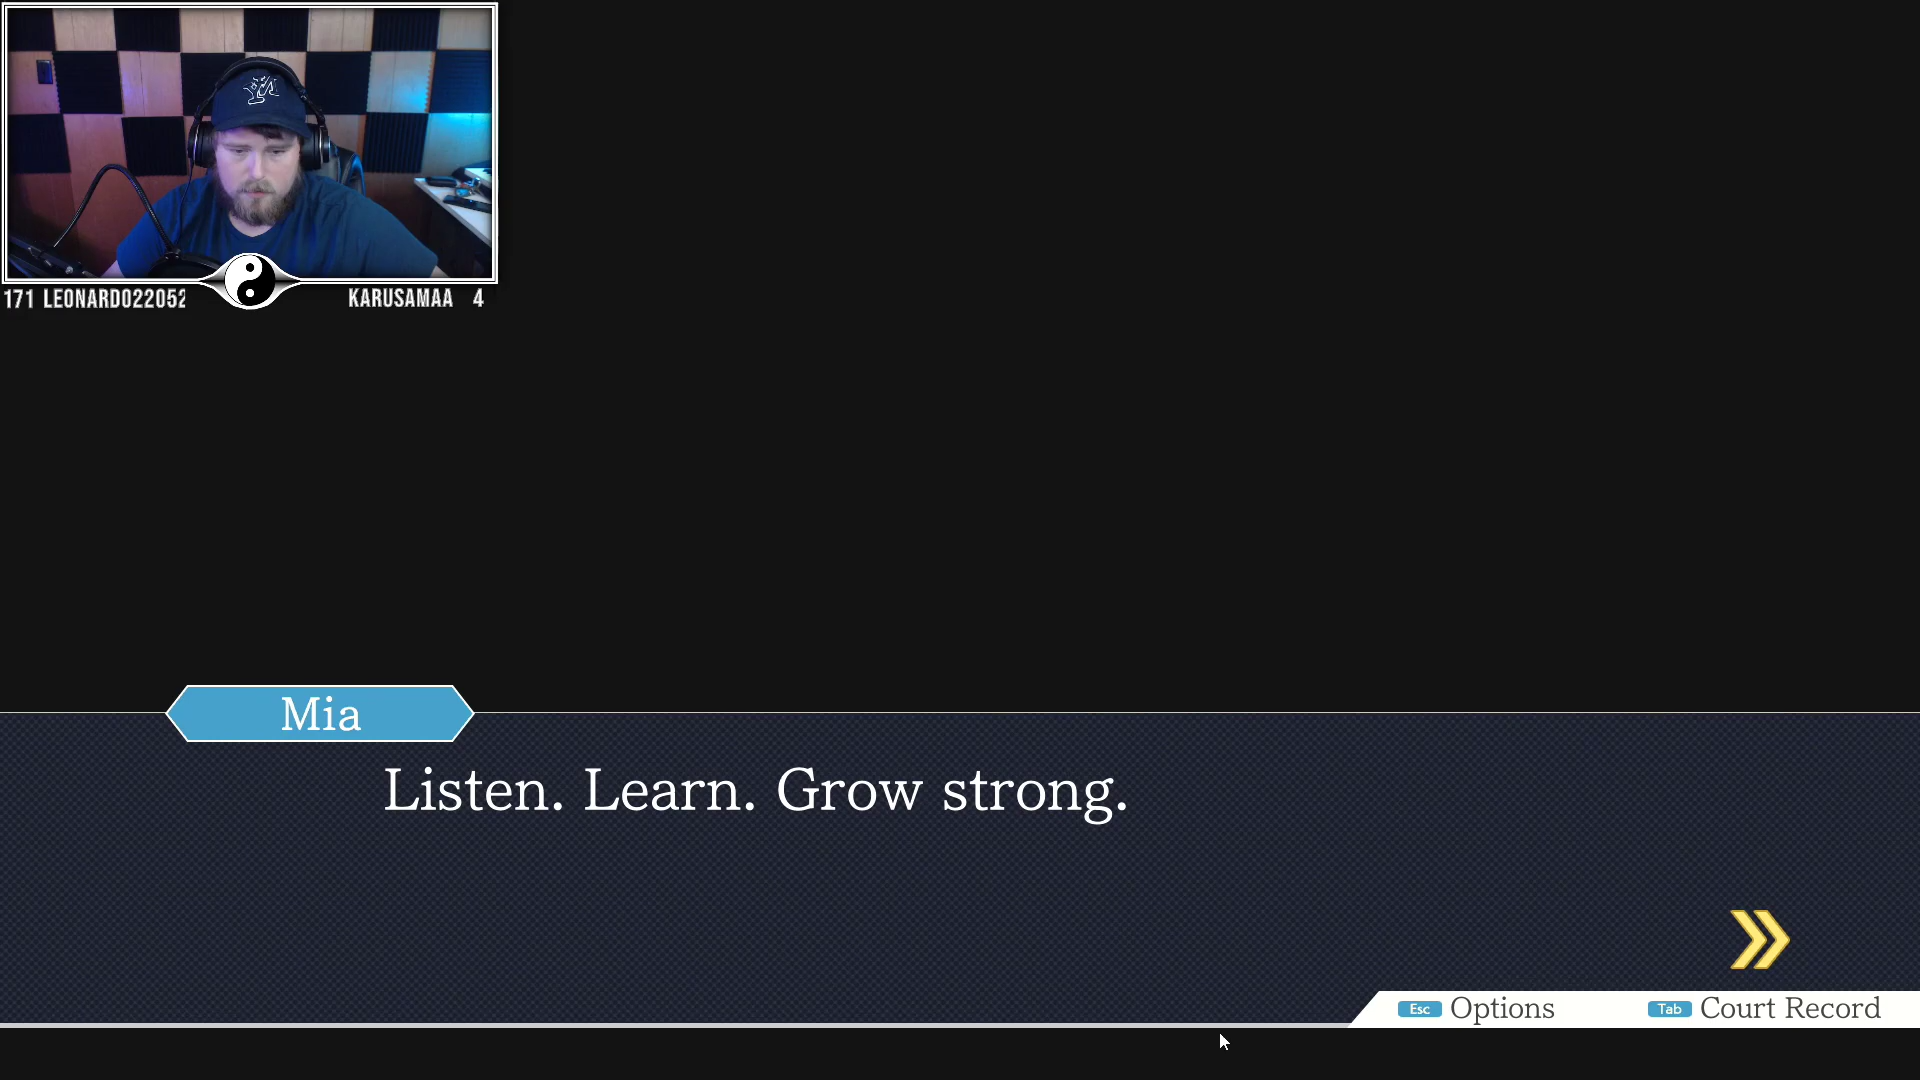 171 LEONARDO22052
KARUSAMAA 4
Mia
Listen. Learn. Grow strong.
Esc Options
Tab Court Record